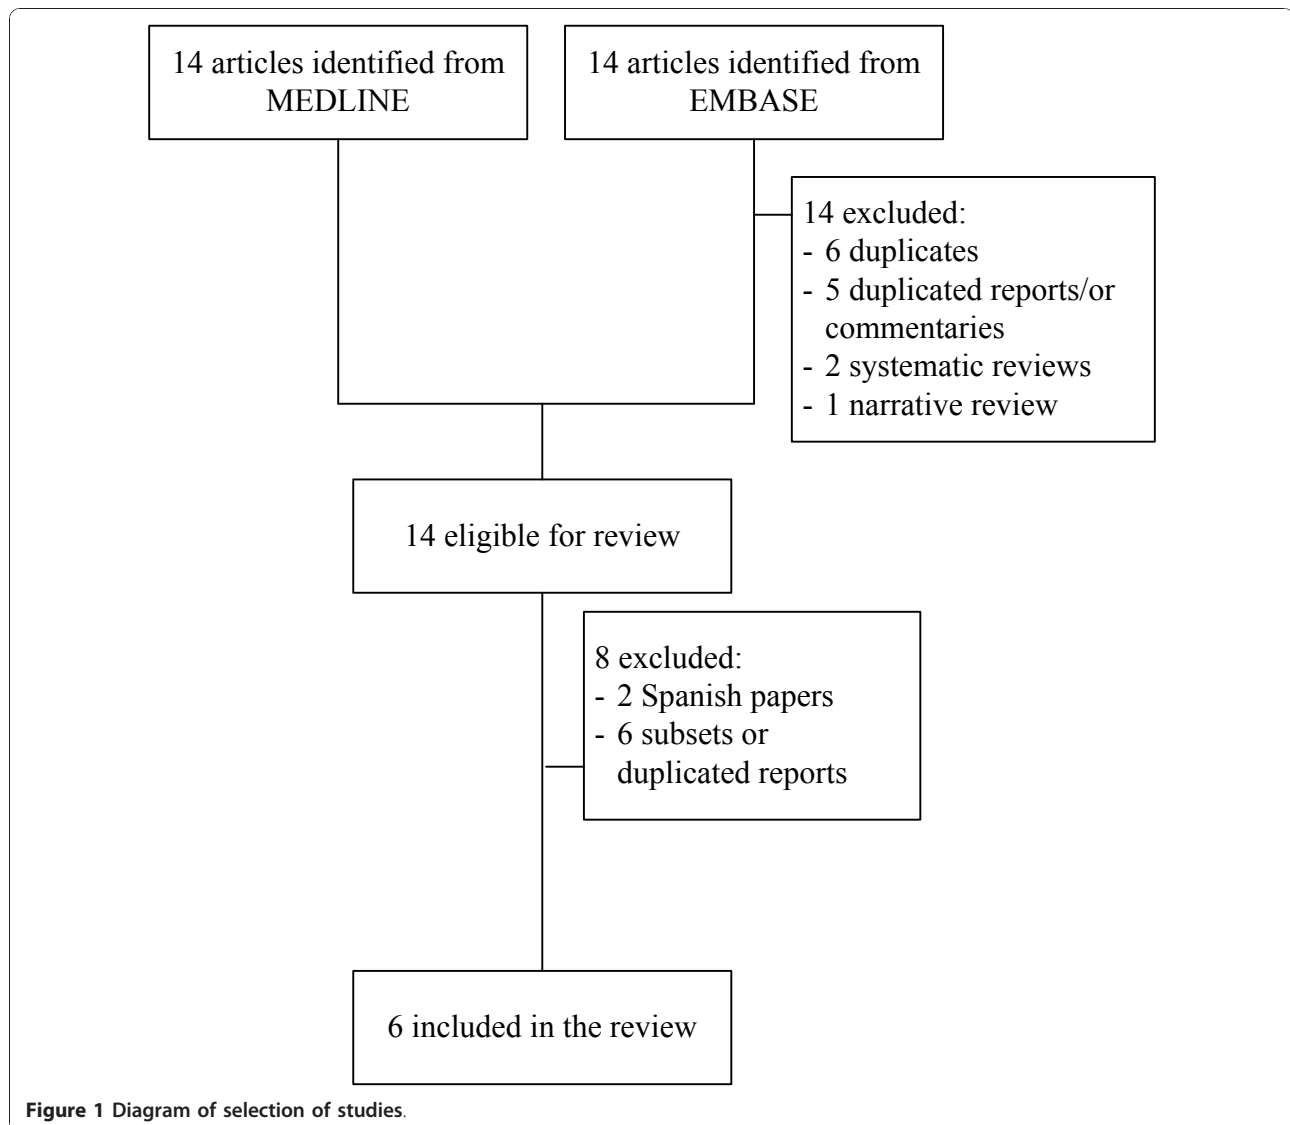 14 articles identified from
MEDLINE
14 articles identified from
EMBASE
14 excluded:
- 6 duplicates
- 5 duplicated reports/or
commentaries
- 2 systematic reviews
- 1 narrative review
14 eligible for review
8 excluded:
- 2 Spanish papers
- 6 subsets or
duplicated reports
6 included in the review
Figure 1 Diagram of selection of studies.